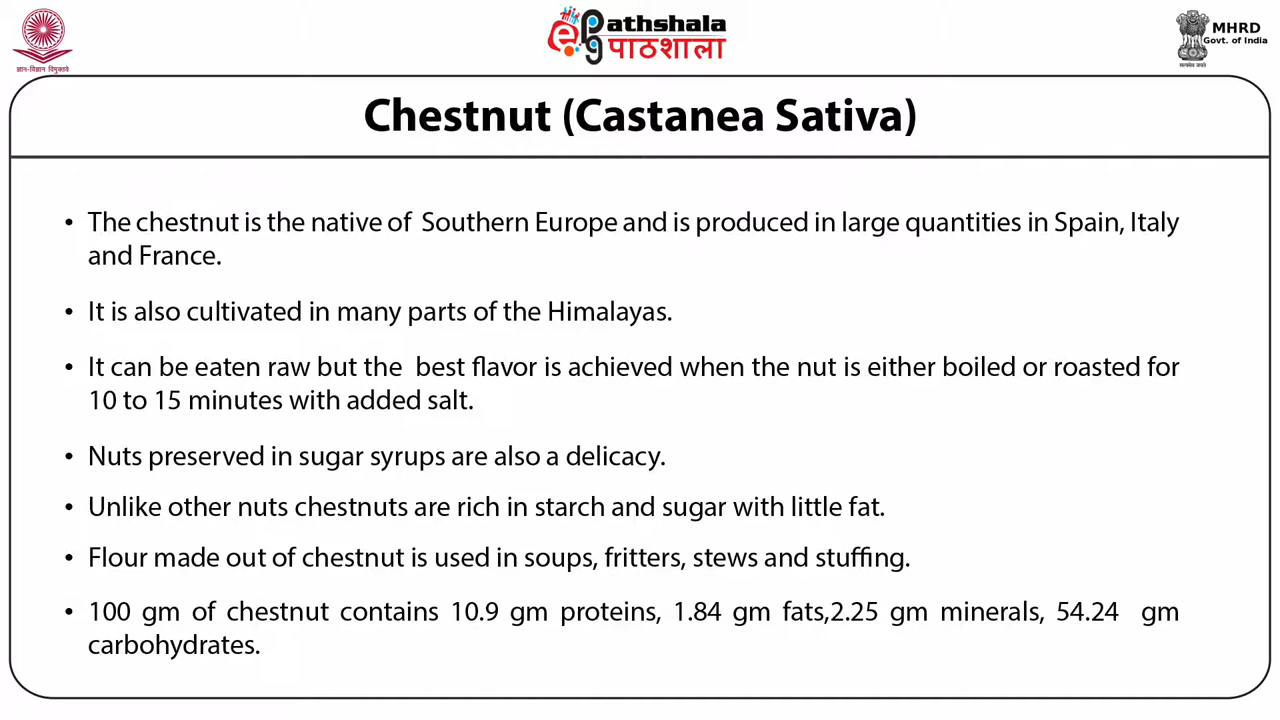 ज्ञान-विज्ञान विमुक्तये
ePG athshala
पाठशाला
सत्यमेव जयते
MHRD
Govt. of India
Chestnut (Castanea Sativa)
• The chestnut is the native of Southern Europe and is produced in large quantities in Spain, Italy
and France.
• It is also cultivated in many parts of the Himalayas.
• It can be eaten raw but the best flavor is achieved when the nut is either boiled or roasted for
10 to 15 minutes with added salt.
• Nuts preserved in sugar syrups are also a delicacy.
• Unlike other nuts chestnuts are rich in starch and sugar with little fat.
• Flour made out of chestnut is used in soups, fritters, stews and stuffing.
• 100 gm of chestnut contains 10.9 gm proteins, 1.84 gm fats,2.25 gm minerals, 54.24 gm
carbohydrates.